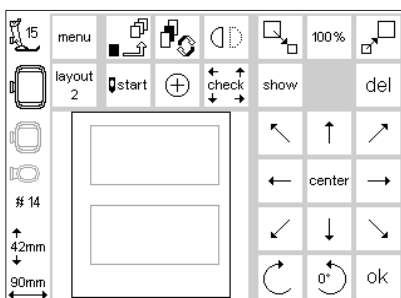 15
menu
100%
layout
2
start
check
show
del
# 14
center
42mm
90mm
0°
ok